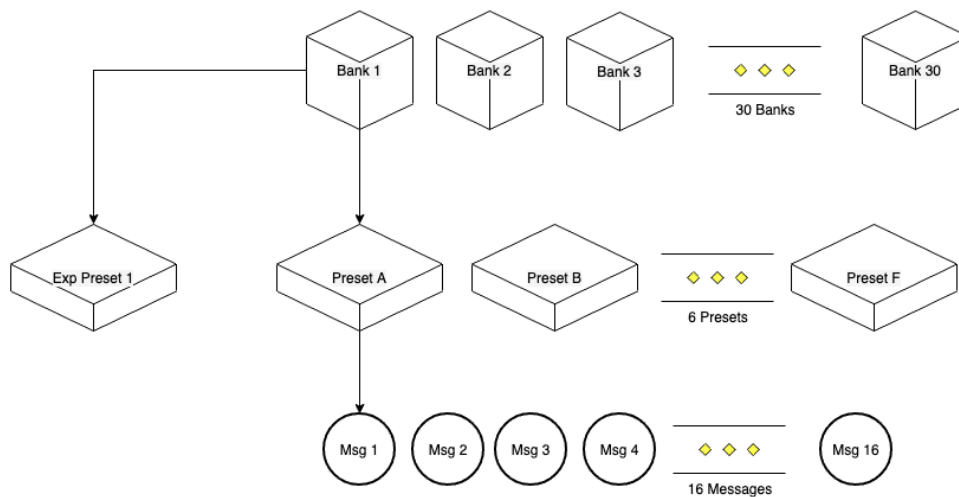 Bank 1
Bank 2
Bank 3
Bank 30
30 Banks
Exp Preset 1
Preset A
Preset B
Preset F
6 Presets
Msg 1
Msg 2
Msg 3
Msg 4
Msg 16
16 Messages